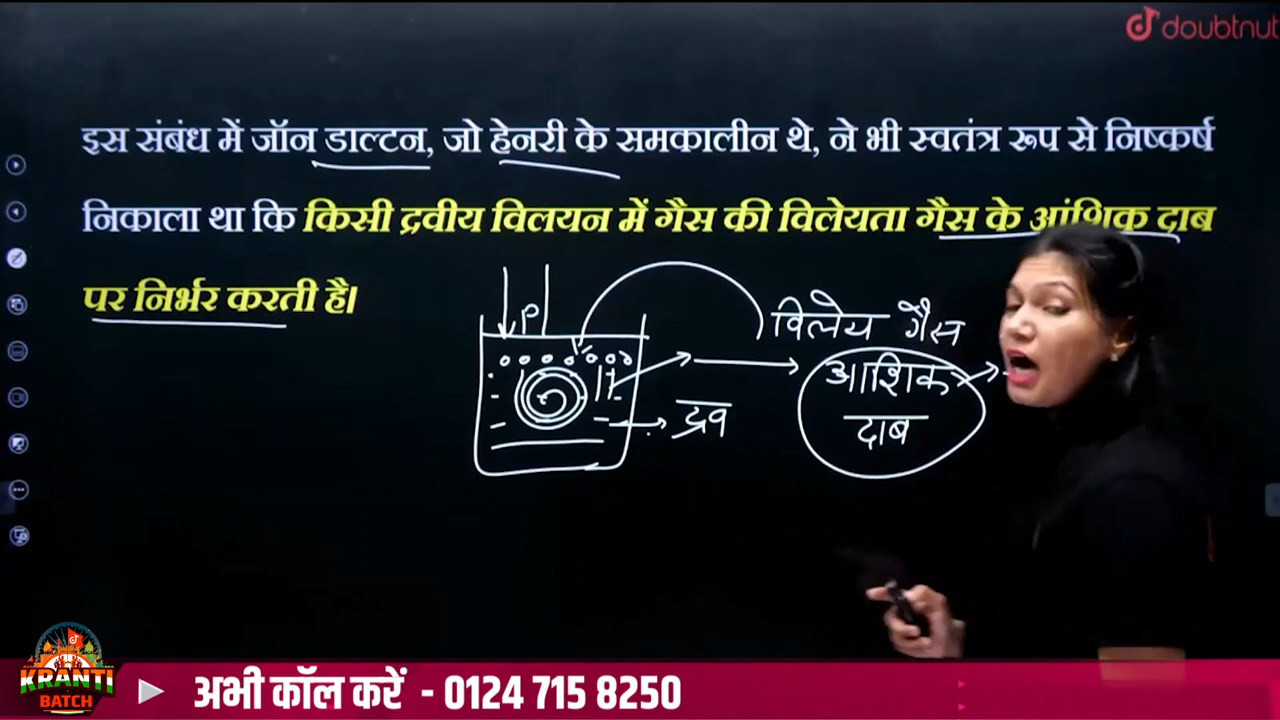 doubtnut
इस संबंध में जॉन डाल्टन, जो हेनरी के समकालीन थे, ने भी स्वतंत्र रूप से निष्कर्ष
निकाला था कि किसी द्रवीय विलयन में गैस की विलेयता गैस के आंशिक दाब
पर निर्भर करती है।
P
विलेय गैस
आशिक
दाब
द्रव
KRANTI
BATCH
अभी कॉल करें - 0124 715 8250